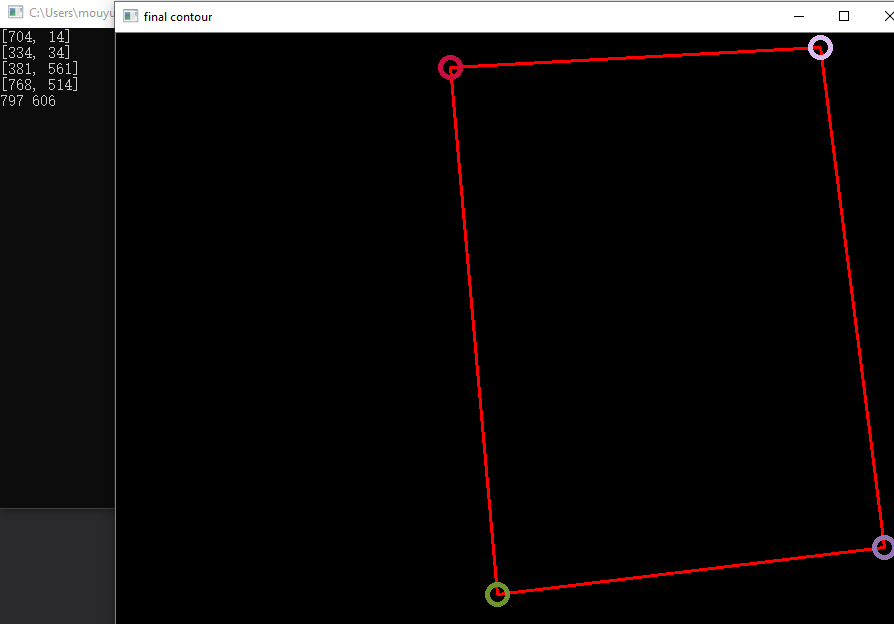 C:\Users\mouyu
final contour
[704, 14]
[334, 34]
[381, 561]
[768, 514]
797 606